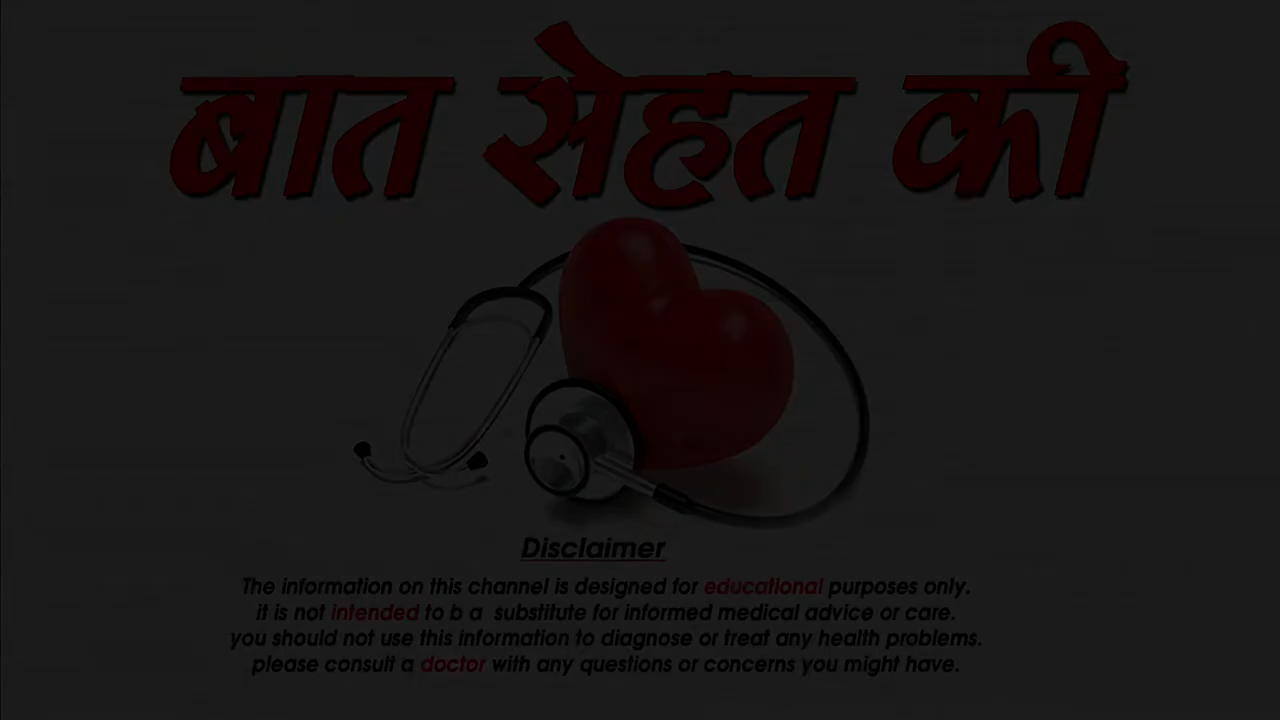 बात सेहत की
Disclaimer
The information on this channel is designed for educational purposes only.
it is not intended to b a substitute for informed medical advice or care.
you should not use this information to diagnose or treat any health problems.
please consult a doctor with any questions or concerns you might have.